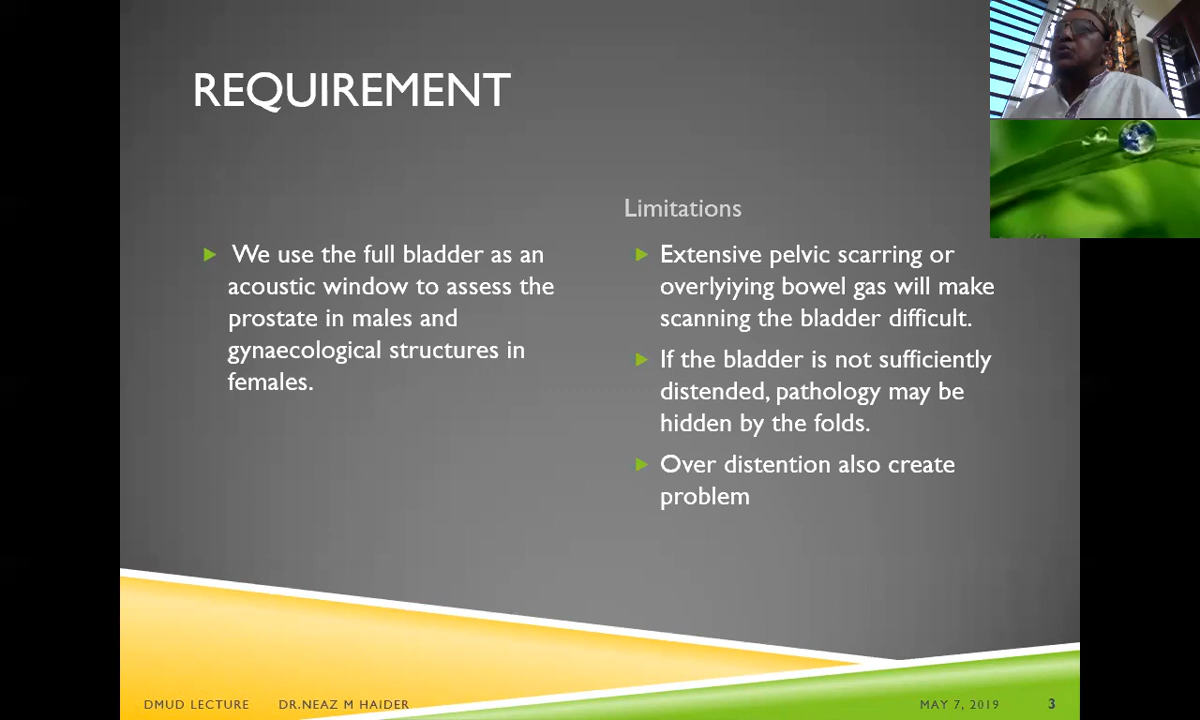 REQUIREMENT
We use the full bladder as an
acoustic window to assess the
prostate in males and
gynaecological structures in
females.
Limitations
Extensive pelvic scarring or
overlyiying bowel gas will make
scanning the bladder difficult.
If the bladder is not sufficiently
distended, pathology may be
hidden by the folds.
Over distention also create
problem
DMUD LECTURE DR.NEAZ M HAIDER
MAY 7, 2019
3